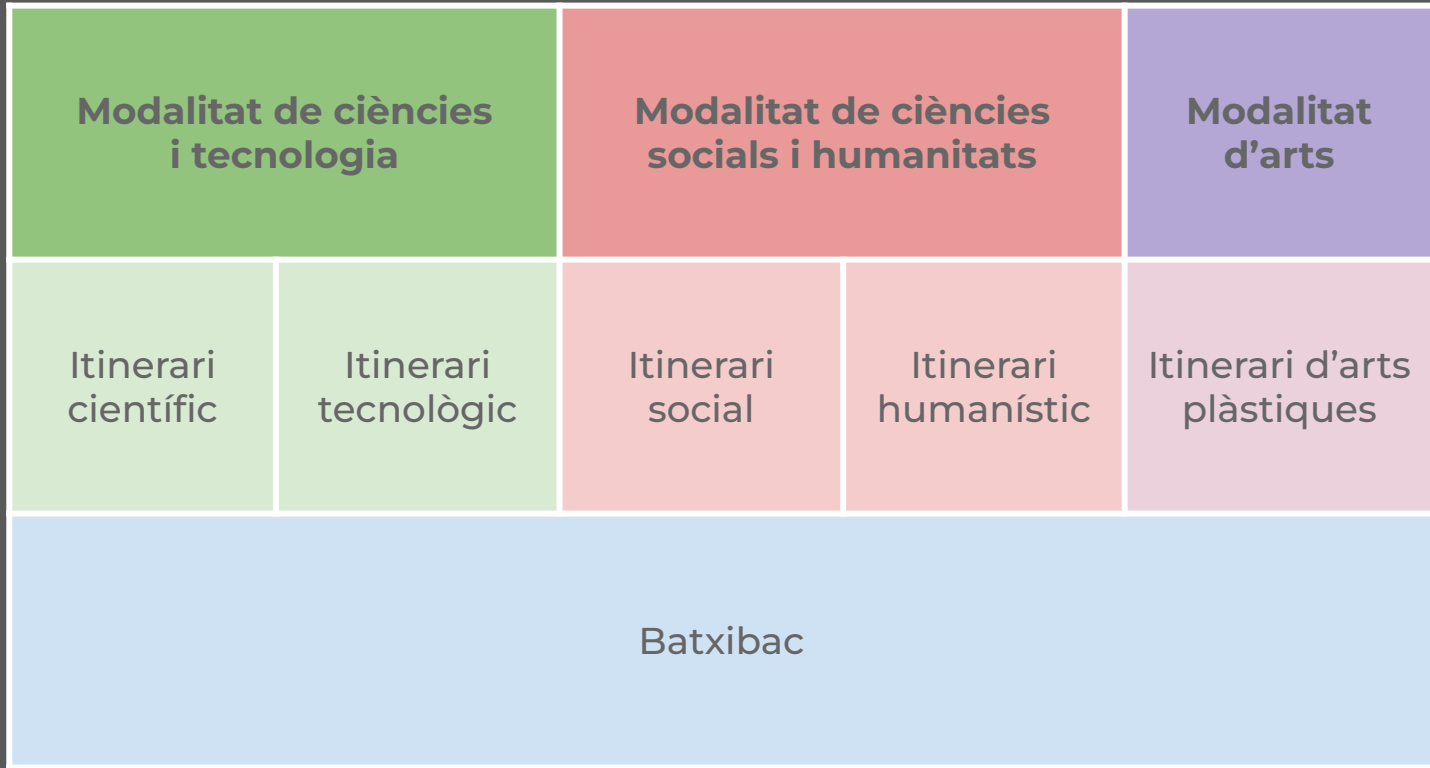 Modalitat de ciències
i tecnologia
Modalitat de ciències
socials i humanitats
Modalitat
d’arts
Itinerari
científic
Itinerari
tecnològic
Itinerari
social
Itinerari
humanístic
Itinerari d’arts
plàstiques
Batxibac